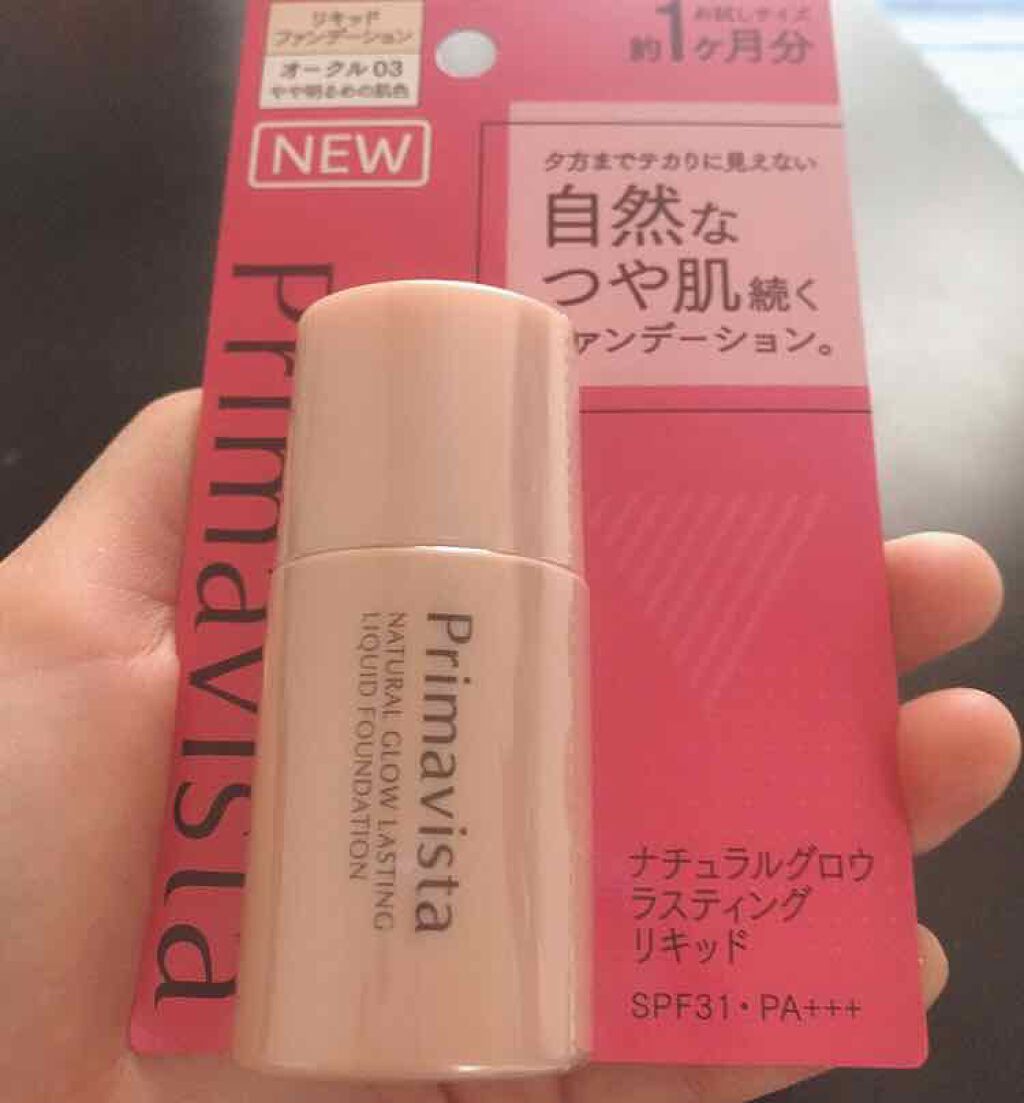 リキッド
ファンデーション
オークル 03
やや明るめの肌色
お試しサイズ
約1ケ月分
NEW
夕方までテカりに見えない
自然な
つや肌続く
ァンデーション。
Primavista
Primavista
NATURAL GLOW LASTING
LIQUID FOUNDATION
ナチュラルグロウ
ラスティング
リキッド
SPF31・PA+++